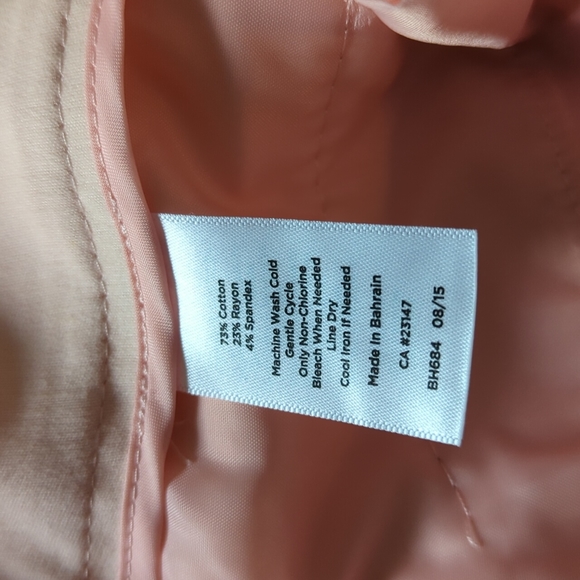 73% Cotton
23% Rayon
4% Spandex
Machine Wash Cold
Gentle Cycle
Only Non-Chlorine
Bleach When Needed
Line Dry
Cool Iron If Needed
Made In Bahrain
CA #23147
BH684 08/15